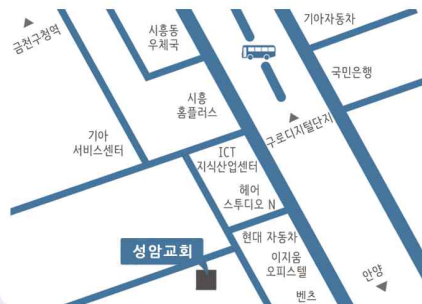 금천구청역
시흥동
우체국
기아자동차
국민은행
시흥
홈플러스
구로디지털단지
기아
서비스센터
ICT
지식산업센터
헤어
스투디오 N
성암교회
현대 자동차
이지움
오피스텔
안양
벤츠